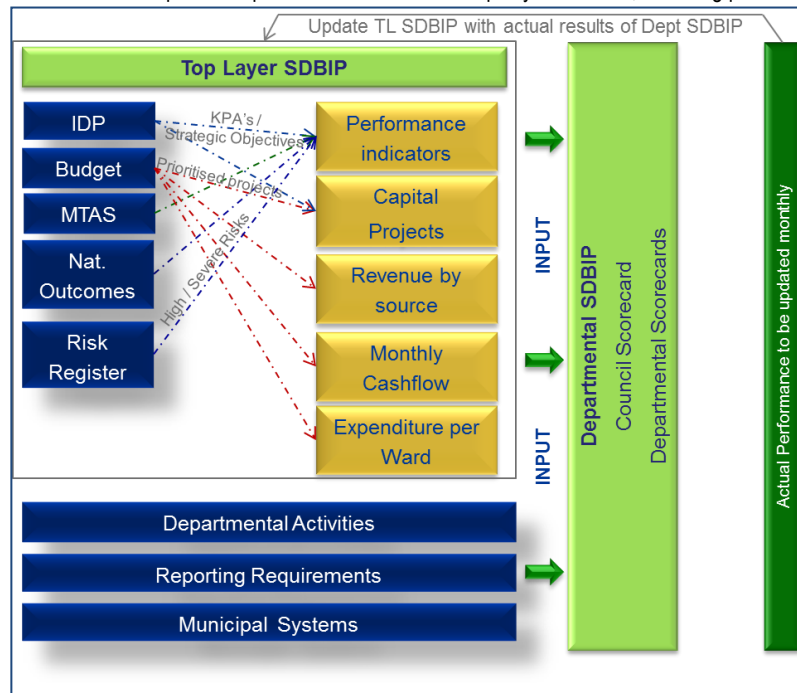 Update TL SDBIP with actual results of Dept SDBIP
Top Layer SDBIP
IDP
Budget
MTAS
Nat.
Outcomes
Risk
Register
KPA's /
Strategic Objectives
Prioritised projects
High / Severe Risks
Performance
indicators
Capital
Projects
Revenue by
source
Monthly
Cashflow
Expenditure per
Ward
INPUT
INPUT
Departmental SDBIP
Council Scorecard
Departmental Scorecards
Actual Performance to be updated monthly
Departmental Activities
Reporting Requirements
Municipal Systems